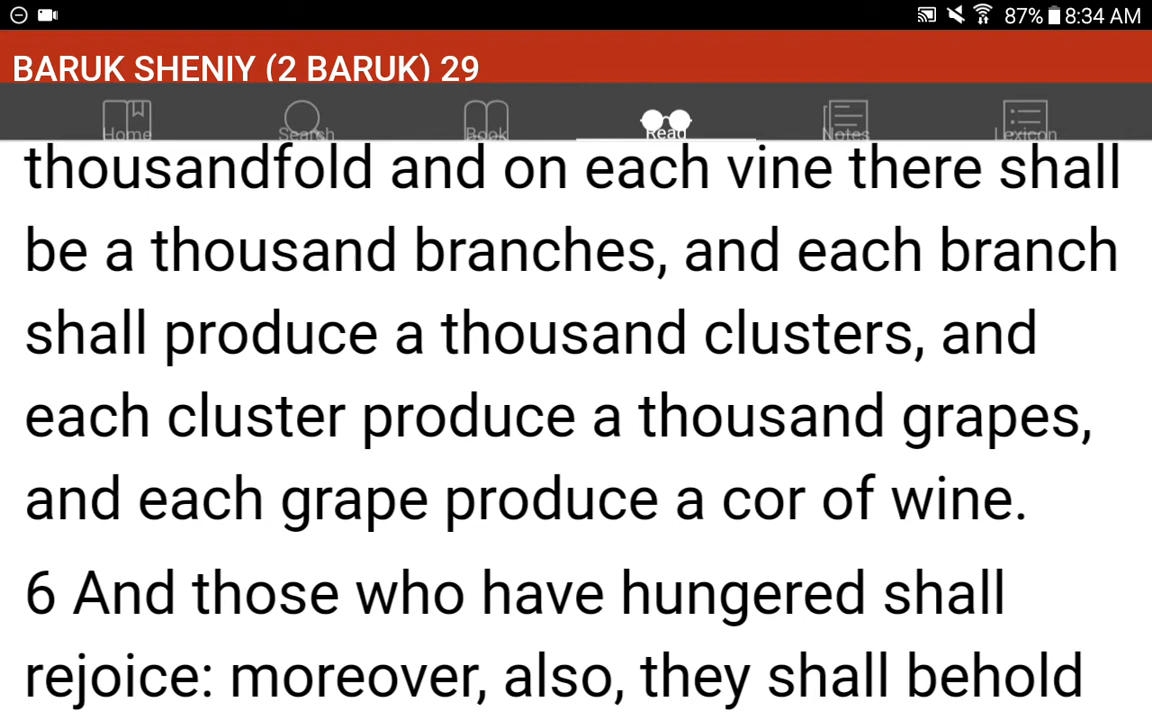 87% 8:34 AM
BARUK SHENIY (2 BARUK) 29
Home Search Book Read Notes Lexicon
thousandfold and on each vine there shall
be a thousand branches, and each branch
shall produce a thousand clusters, and
each cluster produce a thousand grapes,
and each grape produce a cor of wine.
6 And those who have hungered shall
rejoice: moreover, also, they shall behold